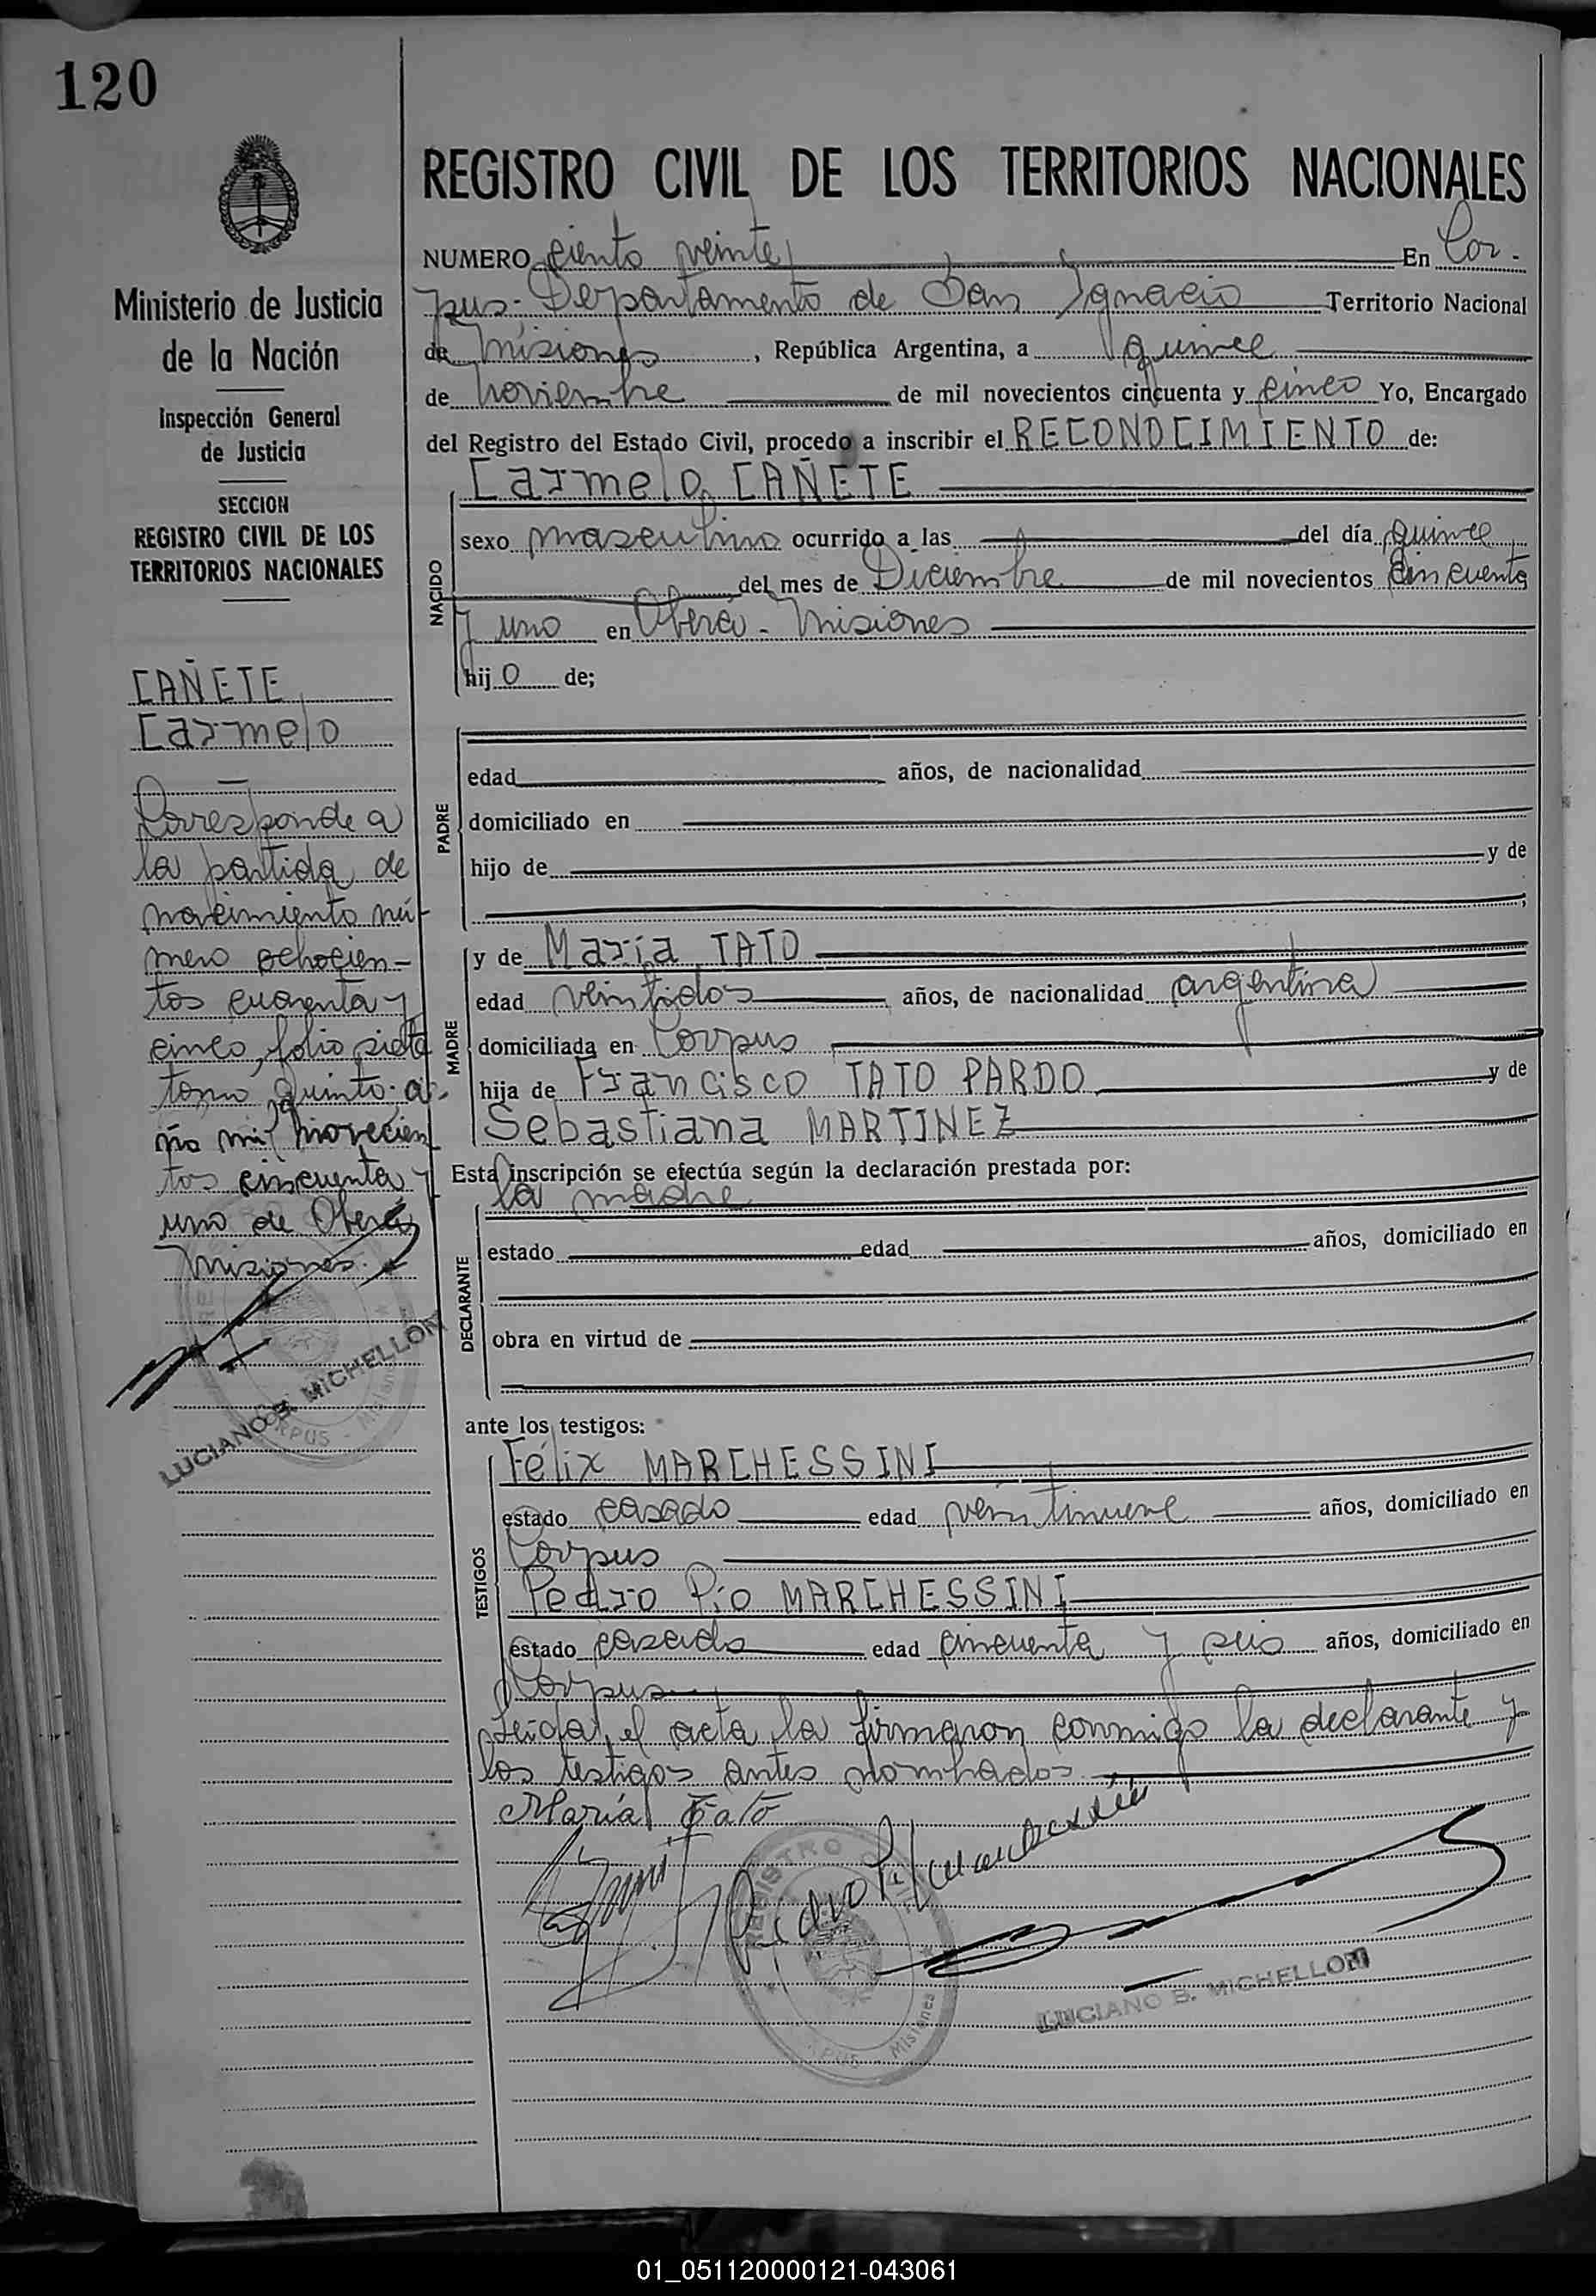 120
REGISTRO CIVIL DE LOS TERRITORIOS NACIONALES
NUMERO ciento veinte En Cor-
pus - Departamento de San Ignacio Territorio Nacional
de Misiones, República Argentina, a quince
de Noviembre de mil novecientos cincuenta y cinco Yo, Encargado
del Registro del Estado Civil, procedo a inscribir el RECONOCIMIENTO de:
Carmelo CAÑETE
NACIDO
sexo masculino ocurrido a las del día quince
del mes de Diciembre de mil novecientos cincuenta
y uno en Oberá - Misiones
hijo de;
PADRE
edad años, de nacionalidad
domiciliado en
hijo de y de
MADRE
y de María TATO
edad veintidos años, de nacionalidad argentina
domiciliada en Corpus
hija de Francisco TATO PARDO y de
Sebastiana MARTINEZ
Esta inscripción se efectúa según la declaración prestada por:
la madre
DECLARANTE
estado edad años, domiciliado en
obra en virtud de
ante los testigos:
TESTIGOS
Félix MARCHESSINI
estado casado edad veintinueve años, domiciliado en
Corpus
Pedro Pío MARCHESSINI
estado casado edad cincuenta y seis años, domiciliado en
Corpus
Leída el acta la firmaron conmigo la declarante y
los testigos antes nombrados
María Tato
Pedro P. Marchessini
REGISTRO CIVIL
CORPUS - Misiones
LUCIANO B. MICHELLON
Ministerio de Justicia
de la Nación
Inspección General
de Justicia
SECCION
REGISTRO CIVIL DE LOS
TERRITORIOS NACIONALES
CAÑETE
Carmelo
Corresponde a
la partida de
nacimiento nú-
mero ochocien-
tos cuarenta y
cinco, folio siete
tomo quinto a-
ño mil novecien
tos cincuenta y
uno de Oberá
Misiones.
CORPUS - Misiones
LUCIANO B. MICHELLON
01_051120000121-043061